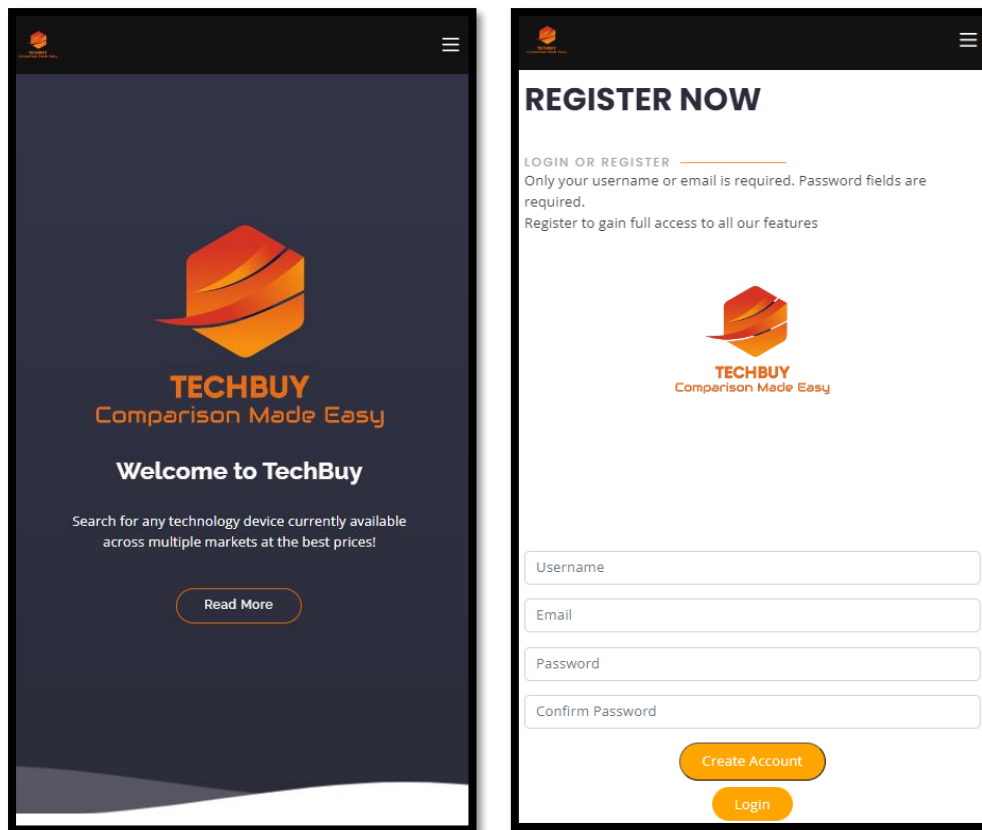 TECHBUY
Comparison Made Easy
Welcome to TechBuy
Search for any technology device currently available
across multiple markets at the best prices!
Read More
REGISTER NOW
LOGIN OR REGISTER
Only your username or email is required. Password fields are
required.
Register to gain full access to all our features
TECHBUY
Comparison Made Easy
Username
Email
Password
Confirm Password
Create Account
Login